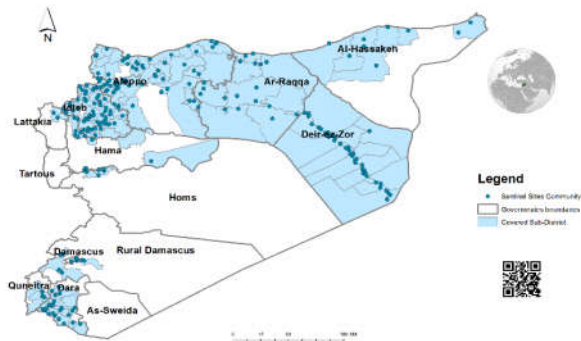 N
Al-Hassakeh
Aleppo
Ar-Raqqa
Idleb
Lattakia
Deir-Ez-Zor
Hama
Tartous
Homs
Legend
Sentinel Sites Community
Governorates boundaries
Covered Sub-District
Damascus
Rural Damascus
Quneitra
Dara
As-Sweida